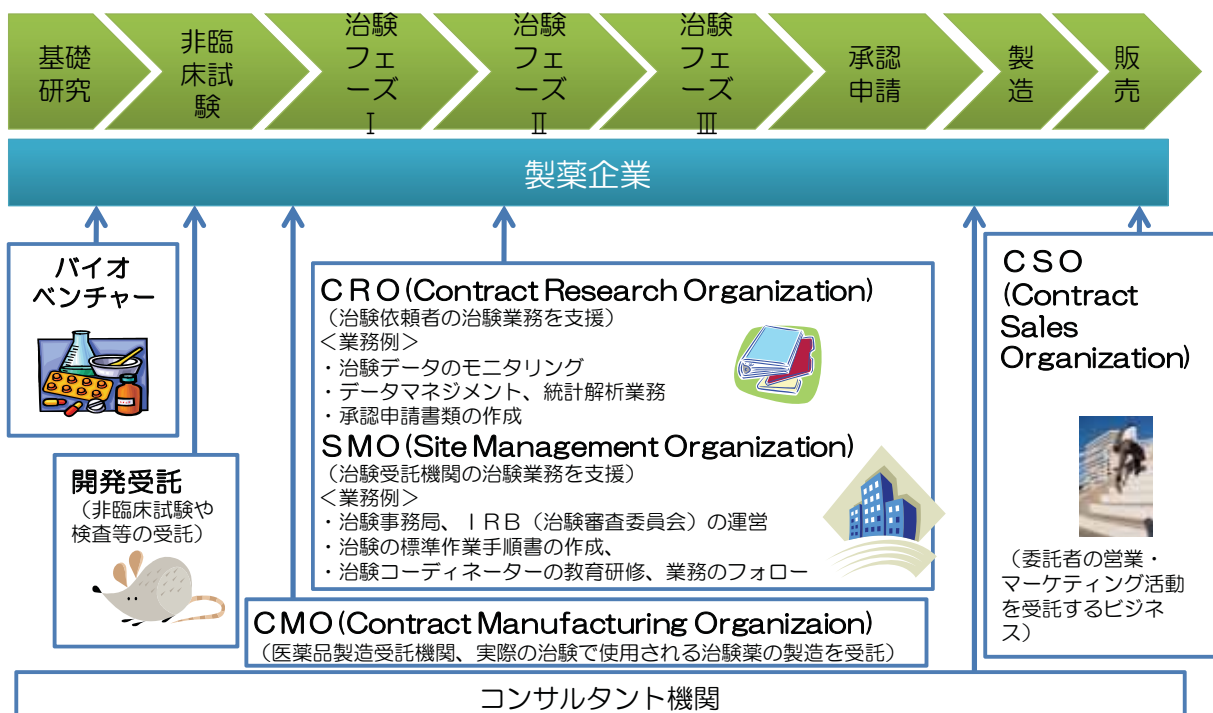 基礎
研究
非臨
床試
験
治験
フェ
ーズ
Ⅰ
治験
フェ
ーズ
Ⅱ
治験
フェ
ーズ
Ⅲ
承認
申請
製
造
販
売
製薬企業
バイオ
ベンチャー
開発受託
（非臨床試験や
検査等の受託）
ＣＲＯ(Contract Research Organization)
（治験依頼者の治験業務を支援）
＜業務例＞
・治験データのモニタリング
・データマネジメント、統計解析業務
・承認申請書類の作成
ＳＭＯ(Site Management Organization)
（治験受託機関の治験業務を支援）
＜業務例＞
・治験事務局、ＩＲＢ（治験審査委員会）の運営
・治験の標準作業手順書の作成、
・治験コーディネーターの教育研修、業務のフォロー
ＣＭＯ(Contract Manufacturing Organizaion)
（医薬品製造受託機関、実際の治験で使用される治験薬の製造を受託）
ＣＳＯ
(Contract
Sales
Organization)
（委託者の営業・
マーケティング活動
を受託するビジネ
ス）
コンサルタント機関